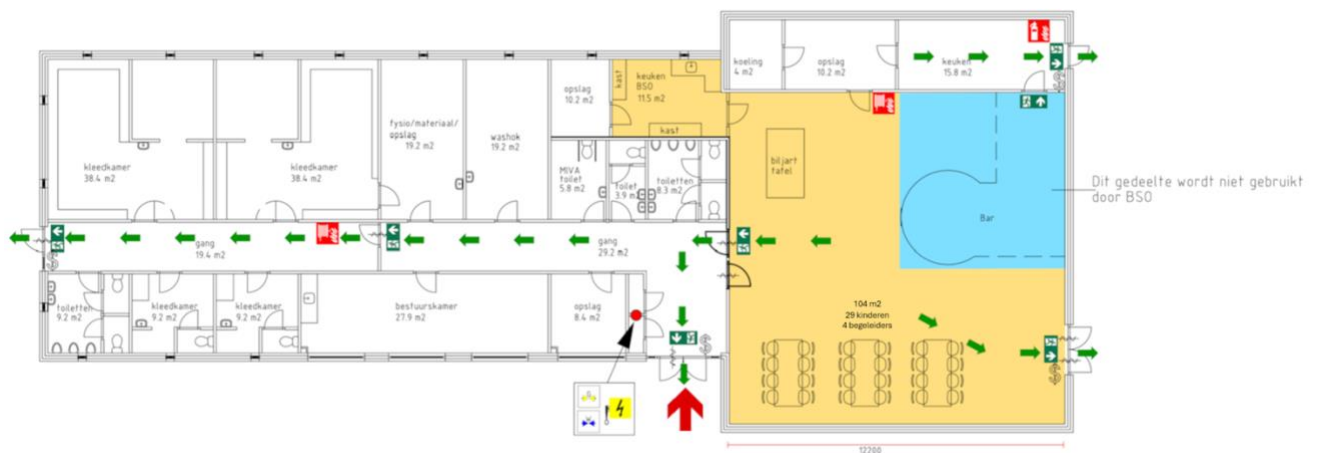 koeling
4 m2
opslag
10.2 m2
keuken
15.8 m2
opslag
10.2 m2
kast
keuken
BSO
11.5 m2
kast
fysio/materiaal/
opslag
19.2 m2
washok
19.2 m2
kleedkamer
38.4 m2
kleedkamer
38.4 m2
MIVA
toilet
5.8 m2
toilet
3.9 m2
toiletten
8.3 m2
biljart
tafel
Dit gedeelte wordt niet gebruikt
door BSO
Bar
gang
19.4 m2
gang
29.2 m2
toiletten
9.2 m2
kleedkamer
9.2 m2
kleedkamer
9.2 m2
bestuurskamer
27.9 m2
opslag
8.4 m2
104 m2
29 kinderen
4 begeleiders
12200